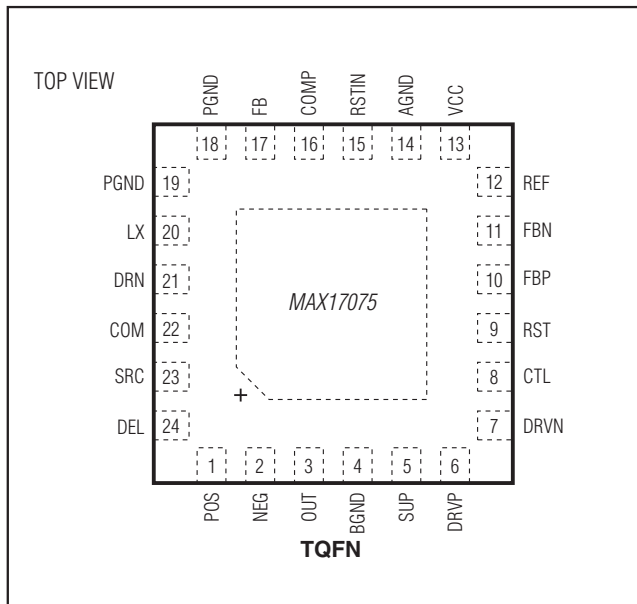 TOP VIEW
PGND FB COMP RSTIN AGND VCC
18 17 16 15 14 13
PGND 19 12 REF
LX 20 11 FBN
DRN 21 10 FBP
MAX17075
COM 22 9 RST
SRC 23 8 CTL
+
DEL 24 7 DRVN
1 2 3 4 5 6
POS NEG OUT BGND SUP DRVP
TQFN